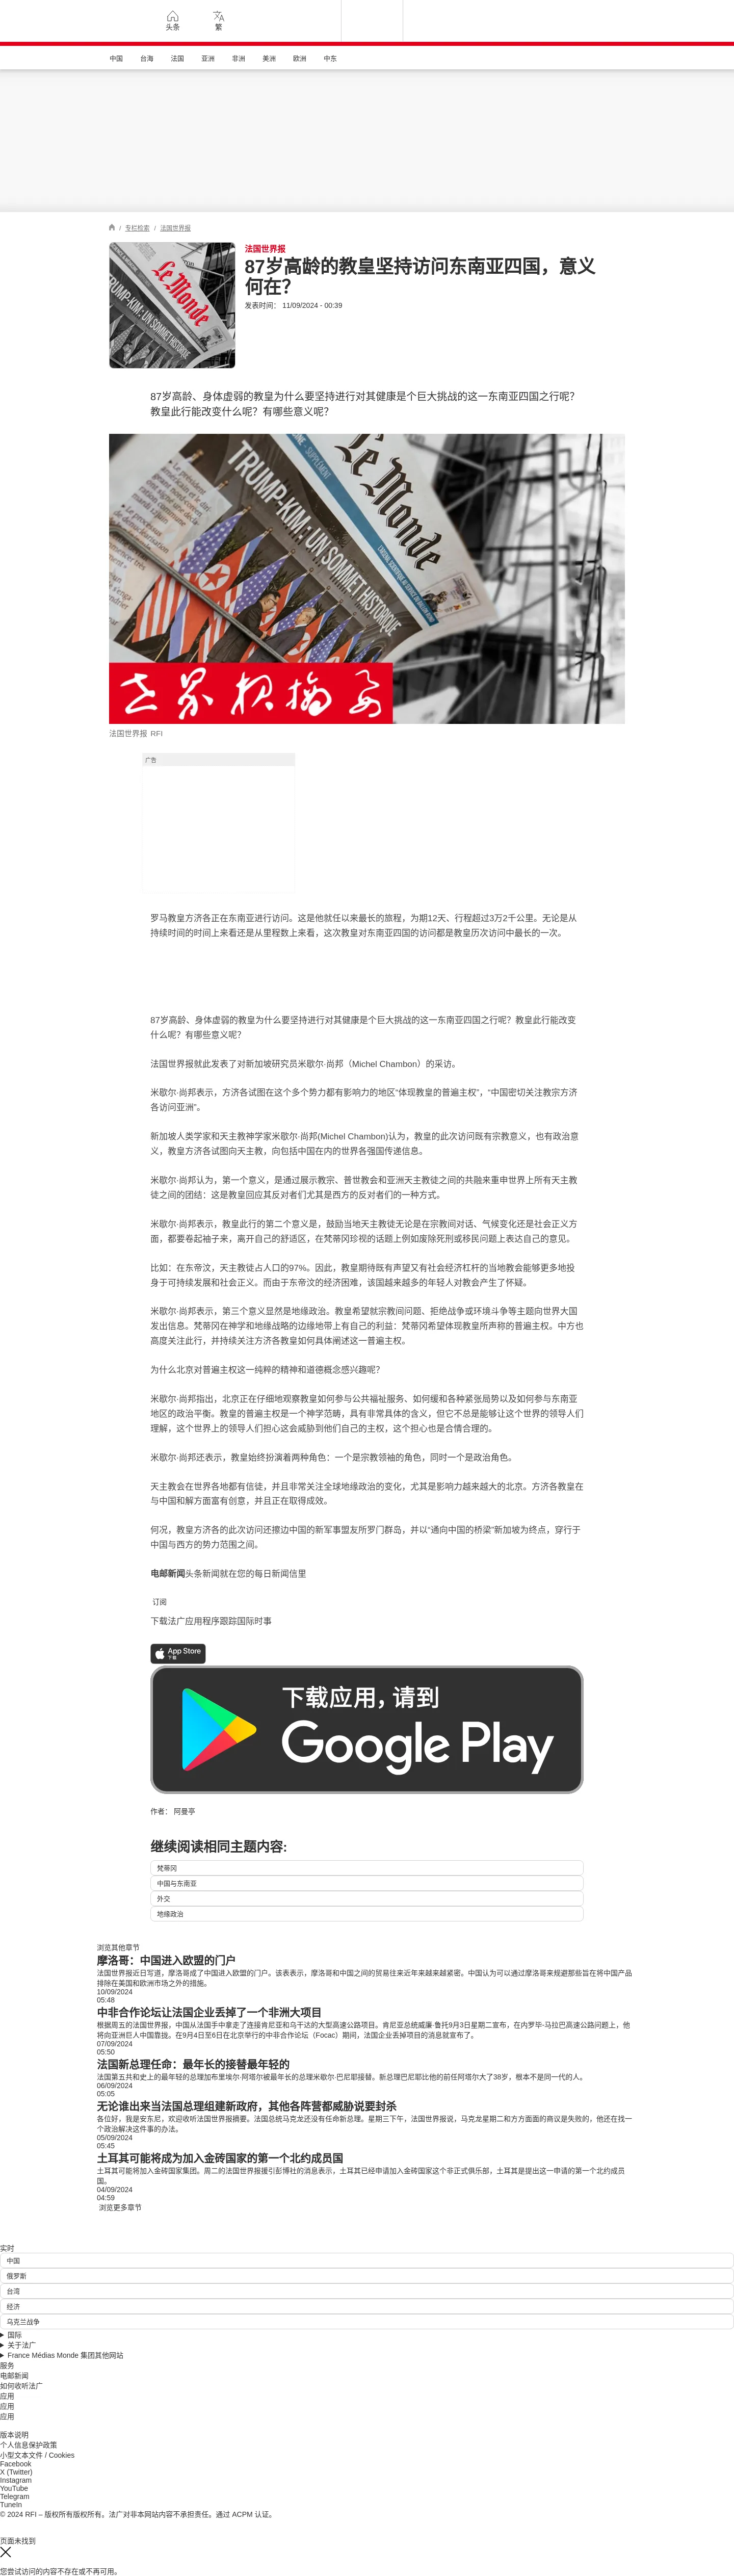 头条
繁
中国 台海 法国 亚洲 非洲 美洲 欧洲 中东
/ 专栏检索 / 法国世界报
法国世界报
87岁高龄的教皇坚持访问东南亚四国，意义
何在？
发表时间： 11/09/2024 - 00:39
Le Monde
TRUMP-KIM : UN SOMMET HISTORIQUE
87岁高龄、身体虚弱的教皇为什么要坚持进行对其健康是个巨大挑战的这一东南亚四国之行呢？
教皇此行能改变什么呢？有哪些意义呢？
Le Monde
TRUMP-KIM : UN SOMMET HISTORIQUE
世界报摘要
法国世界报 RFI
广告
罗马教皇方济各正在东南亚进行访问。这是他就任以来最长的旅程，为期12天、行程超过3万2千公里。无论是从
持续时间的时间上来看还是从里程数上来看，这次教皇对东南亚四国的访问都是教皇历次访问中最长的一次。
87岁高龄、身体虚弱的教皇为什么要坚持进行对其健康是个巨大挑战的这一东南亚四国之行呢？教皇此行能改变
什么呢？有哪些意义呢？
法国世界报就此发表了对新加坡研究员米歇尔·尚邦（Michel Chambon）的采访。
米歇尔·尚邦表示，方济各试图在这个多个势力都有影响力的地区“体现教皇的普遍主权”，“中国密切关注教宗方济
各访问亚洲”。
新加坡人类学家和天主教神学家米歇尔·尚邦(Michel Chambon)认为，教皇的此次访问既有宗教意义，也有政治意
义，教皇方济各试图向天主教，向包括中国在内的世界各强国传递信息。
米歇尔·尚邦认为，第一个意义，是通过展示教宗、普世教会和亚洲天主教徒之间的共融来重申世界上所有天主教
徒之间的团结：这是教皇回应其反对者们尤其是西方的反对者们的一种方式。
米歇尔·尚邦表示，教皇此行的第二个意义是，鼓励当地天主教徒无论是在宗教间对话、气候变化还是社会正义方
面，都要卷起袖子来，离开自己的舒适区，在梵蒂冈珍视的话题上例如废除死刑或移民问题上表达自己的意见。
比如：在东帝汶，天主教徒占人口的97%。因此，教皇期待既有声望又有社会经济杠杆的当地教会能够更多地投
身于可持续发展和社会正义。而由于东帝汶的经济困难，该国越来越多的年轻人对教会产生了怀疑。
米歇尔·尚邦表示，第三个意义显然是地缘政治。教皇希望就宗教间问题、拒绝战争或环境斗争等主题向世界大国
发出信息。梵蒂冈在神学和地缘战略的边缘地带上有自己的利益：梵蒂冈希望体现教皇所声称的普遍主权。中方也
高度关注此行，并持续关注方济各教皇如何具体阐述这一普遍主权。
为什么北京对普遍主权这一纯粹的精神和道德概念感兴趣呢？
米歇尔·尚邦指出，北京正在仔细地观察教皇如何参与公共福祉服务、如何缓和各种紧张局势以及如何参与东南亚
地区的政治平衡。教皇的普遍主权是一个神学范畴，具有非常具体的含义，但它不总是能够让这个世界的领导人们
理解，这个世界上的领导人们担心这会威胁到他们自己的主权，这个担心也是合情合理的。
米歇尔·尚邦还表示，教皇始终扮演着两种角色：一个是宗教领袖的角色，同时一个是政治角色。
天主教会在世界各地都有信徒，并且非常关注全球地缘政治的变化，尤其是影响力越来越大的北京。方济各教皇在
与中国和解方面富有创意，并且正在取得成效。
何况，教皇方济各的此次访问还擦边中国的新军事盟友所罗门群岛，并以“通向中国的桥梁”新加坡为终点，穿行于
中国与西方的势力范围之间。
电邮新闻头条新闻就在您的每日新闻信里
订阅
下载法广应用程序跟踪国际时事
App Store
下载
下载应用，请到
Google Play
作者： 阿曼亭
继续阅读相同主题内容:
梵蒂冈
中国与东南亚
外交
地缘政治
浏览其他章节
摩洛哥：中国进入欧盟的门户
法国世界报近日写道，摩洛哥成了中国进入欧盟的门户。该表表示，摩洛哥和中国之间的贸易往来近年来越来越紧密。中国认为可以通过摩洛哥来规避那些旨在将中国产品
排除在美国和欧洲市场之外的措施。
10/09/2024
05:48
中非合作论坛让法国企业丢掉了一个非洲大项目
根据周五的法国世界报，中国从法国手中拿走了连接肯尼亚和乌干达的大型高速公路项目。肯尼亚总统威廉·鲁托9月3日星期二宣布，在内罗毕-马拉巴高速公路问题上，他
将向亚洲巨人中国靠拢。在9月4日至6日在北京举行的中非合作论坛（Focac）期间，法国企业丢掉项目的消息就宣布了。
07/09/2024
05:50
法国新总理任命：最年长的接替最年轻的
法国第五共和史上的最年轻的总理加布里埃尔·阿塔尔被最年长的总理米歇尔·巴尼耶接替。新总理巴尼耶比他的前任阿塔尔大了38岁，根本不是同一代的人。
06/09/2024
05:05
无论谁出来当法国总理组建新政府，其他各阵营都威胁说要封杀
各位好，我是安东尼，欢迎收听法国世界报摘要。法国总统马克龙还没有任命新总理。星期三下午，法国世界报说，马克龙星期二和方方面面的商议是失败的，他还在找一
个政治解决这件事的办法。
05/09/2024
05:45
土耳其可能将成为加入金砖国家的第一个北约成员国
土耳其可能将加入金砖国家集团。周二的法国世界报援引彭博社的消息表示，土耳其已经申请加入金砖国家这个非正式俱乐部，土耳其是提出这一申请的第一个北约成员
国。
04/09/2024
04:59
浏览更多章节
实时
中国
俄罗斯
台湾
经济
乌克兰战争
国际
关于法广
France Médias Monde 集团其他网站
服务
电邮新闻
如何收听法广
应用
应用
应用
版本说明
个人信息保护政策
小型文本文件 / Cookies
Facebook
X (Twitter)
Instagram
YouTube
Telegram
TuneIn
© 2024 RFI – 版权所有版权所有。法广对非本网站内容不承担责任。通过 ACPM 认证。
页面未找到
您尝试访问的内容不存在或不再可用。